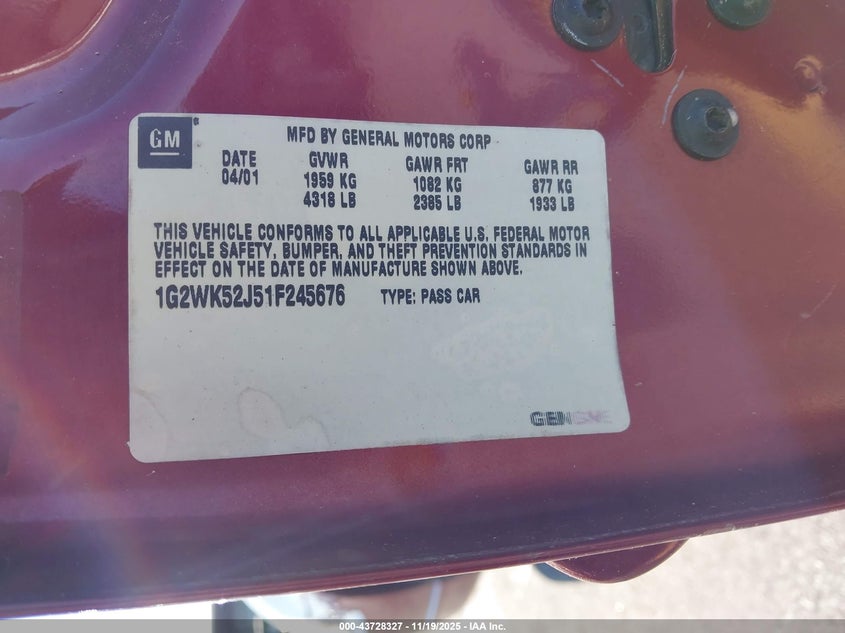 GM
MFD BY GENERAL MOTORS CORP
DATE GVWR GAWR FRT GAWR RR
04/01 1959 KG 1082 KG 877 KG
4318 LB 2385 LB 1933 LB
THIS VEHICLE CONFORMS TO ALL APPLICABLE U.S. FEDERAL MOTOR
VEHICLE SAFETY, BUMPER, AND THEFT PREVENTION STANDARDS IN
EFFECT ON THE DATE OF MANUFACTURE SHOWN ABOVE.
1G2WK52J51F245676 TYPE: PASS CAR
000-43728327 | 11/19/2025 - IAA Inc.